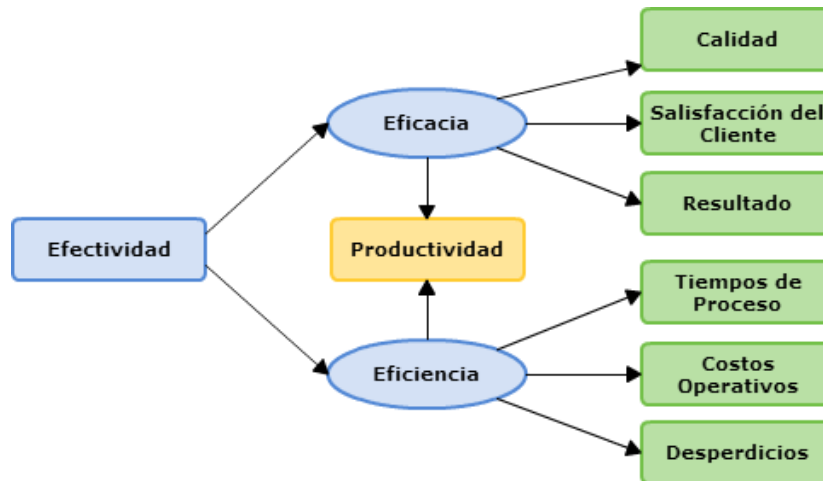 Calidad
Eficacia
Salisfacción del
Cliente
Resultado
Efectividad
Productividad
Tiempos de
Proceso
Eficiencia
Costos
Operativos
Desperdicios